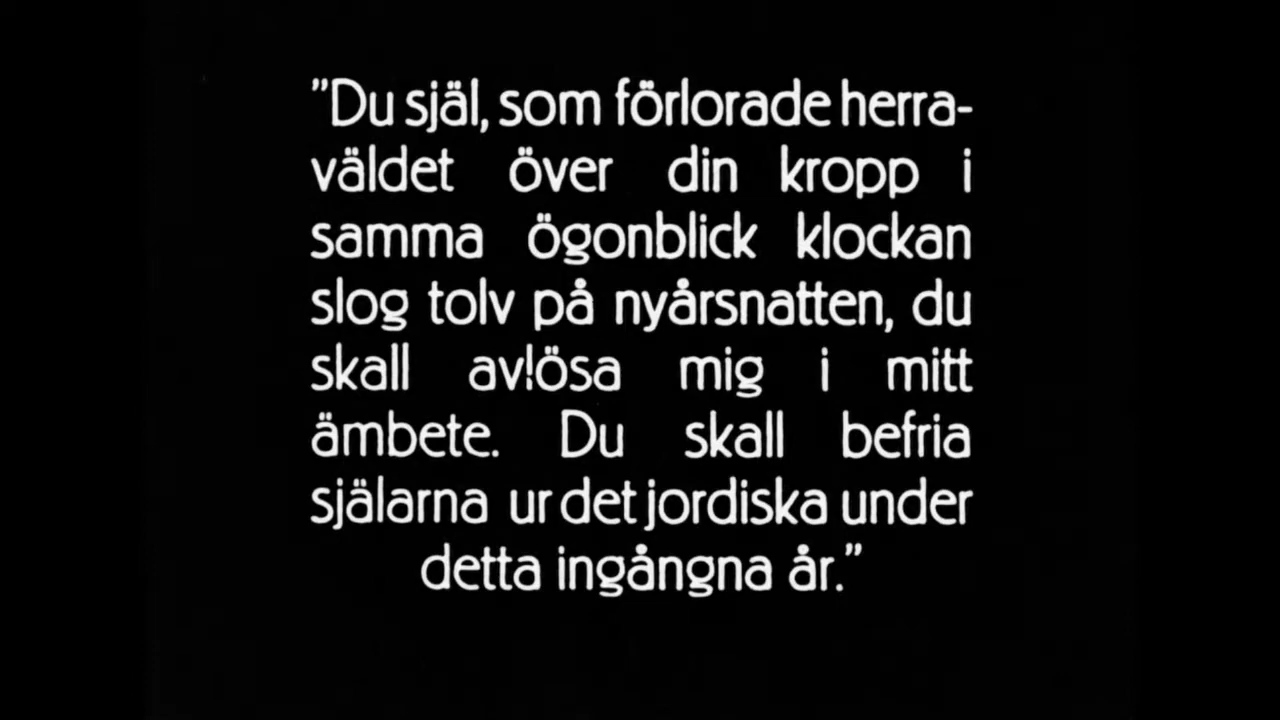 ”Du själ, som förlorade herra-
väldet över din kropp i
samma ögonblick klockan
slog tolv på nyårsnatten, du
skall avlösa mig i mitt
ämbete. Du skall befria
själarna ur det jordiska under
detta ingångna år.”